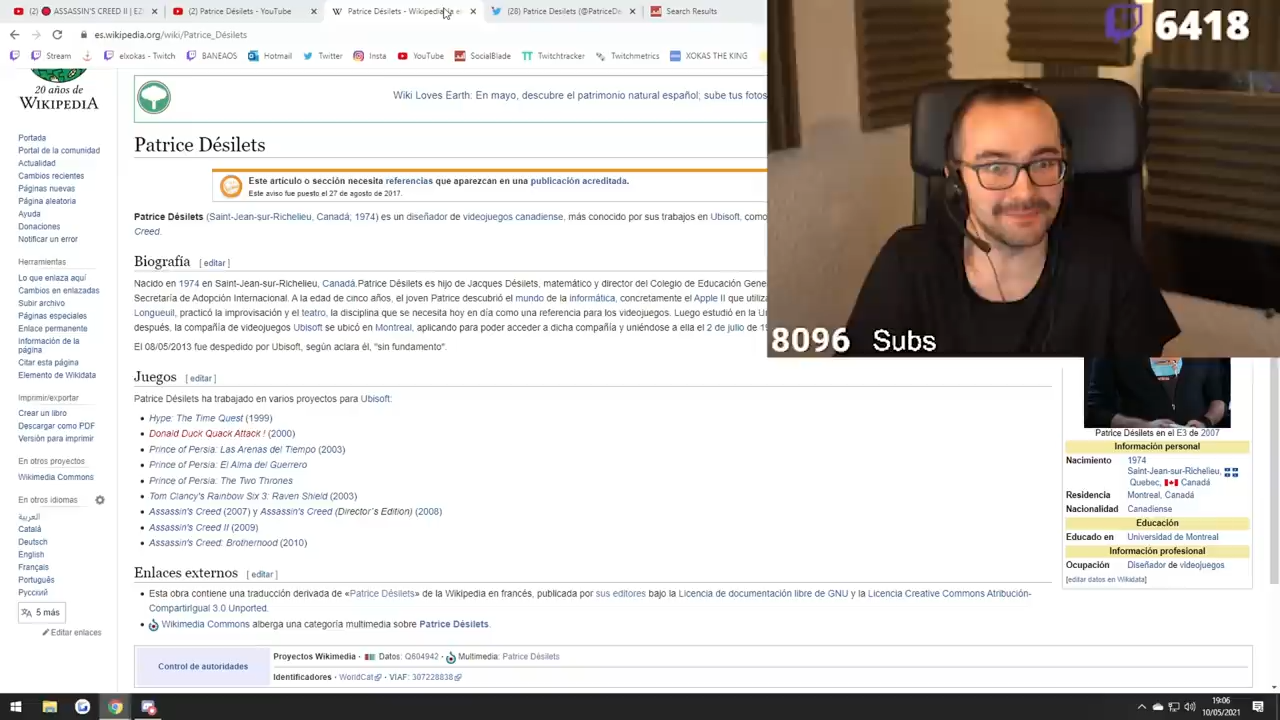 (2) ASSASSIN'S CREED II | EZ
(2) Patrice Désilets - YouTube
Patrice Désilets - Wikipedia
(28) Patrice Desilets (@PatriceDe
Search Results
es.wikipedia.org/wiki/Patrice_Désilets
Stream
elxokas - Twitch
BANEAOS
Hotmail
Twitter
Insta
YouTube
SocialBlade
Twitchtracker
Twitchmetrics
XOKAS THE KING
6418
8096 Subs
20 años de
WIKIPEDIA
Portada
Portal de la comunidad
Actualidad
Cambios recientes
Páginas nuevas
Página aleatoria
Ayuda
Donaciones
Notificar un error
Herramientas
Lo que enlaza aquí
Cambios en enlazadas
Subir archivo
Páginas especiales
Enlace permanente
Información de la
página
Citar esta página
Elemento de Wikidata
Imprimir/exportar
Crear un libro
Descargar como PDF
Versión para imprimir
En otros proyectos
Wikimedia Commons
En otros idiomas
العربية
Català
Deutsch
English
Français
Português
Русский
5 más
Editar enlaces
Wiki Loves Earth: En mayo, descubre el patrimonio natural español, sube tus fotos
Patrice Désilets
Este artículo o sección necesita referencias que aparezcan en una publicación acreditada.
Este aviso fue puesto el 27 de agosto de 2017.
Patrice Désilets (Saint-Jean-sur-Richelieu, Canadá; 1974) es un diseñador de videojuegos canadiense, más conocido por sus trabajos en Ubisoft, como
Creed.
Biografía [editar]
Nacido en 1974 en Saint-Jean-sur-Richelieu, Canadá.Patrice Désilets es hijo de Jacques Désilets, matemático y director del Colegio de Educación Gene
Secretaría de Adopción Internacional. A la edad de cinco años, el joven Patrice descubrió el mundo de la informática, concretamente el Apple II que utiliza
Longueuil, practicó la improvisación y el teatro, la disciplina que se necesita hoy en día como una referencia para los videojuegos. Luego estudió en la Un
después, la compañía de videojuegos Ubisoft se ubicó en Montreal, aplicando para poder acceder a dicha compañía y uniéndose a ella el 2 de julio de 19
El 08/05/2013 fue despedido por Ubisoft, según aclara él, "sin fundamento".
Juegos [editar]
Patrice Désilets ha trabajado en varios proyectos para Ubisoft:
Hype: The Time Quest (1999)
Donald Duck Quack Attack ! (2000)
Prince of Persia: Las Arenas del Tiempo (2003)
Prince of Persia: El Alma del Guerrero
Prince of Persia: The Two Thrones
Tom Clancy's Rainbow Six 3: Raven Shield (2003)
Assassin's Creed (2007) y Assassin's Creed (Director´s Edition) (2008)
Assassin's Creed II (2009)
Assassin's Creed: Brotherhood (2010)
Patrice Désilets en el E3 de 2007
Información personal
Nacimiento 1974
Saint-Jean-sur-Richelieu,
Quebec, Canadá
Residencia Montreal, Canadá
Nacionalidad Canadiense
Educación
Educado en Universidad de Montreal
Información profesional
Ocupación Diseñador de videojuegos
[editar datos en Wikidata]
Enlaces externos [editar]
Esta obra contiene una traducción derivada de «Patrice Désilets» de la Wikipedia en francés, publicada por sus editores bajo la Licencia de documentación libre de GNU y la Licencia Creative Commons Atribución-
CompartirIgual 3.0 Unported.
Wikimedia Commons alberga una categoría multimedia sobre Patrice Désilets.
Control de autoridades
Proyectos Wikimedia · Datos: Q604942 · Multimedia: Patrice Désilets
Identificadores · WorldCat · VIAF: 307228838
19:06
10/05/2021